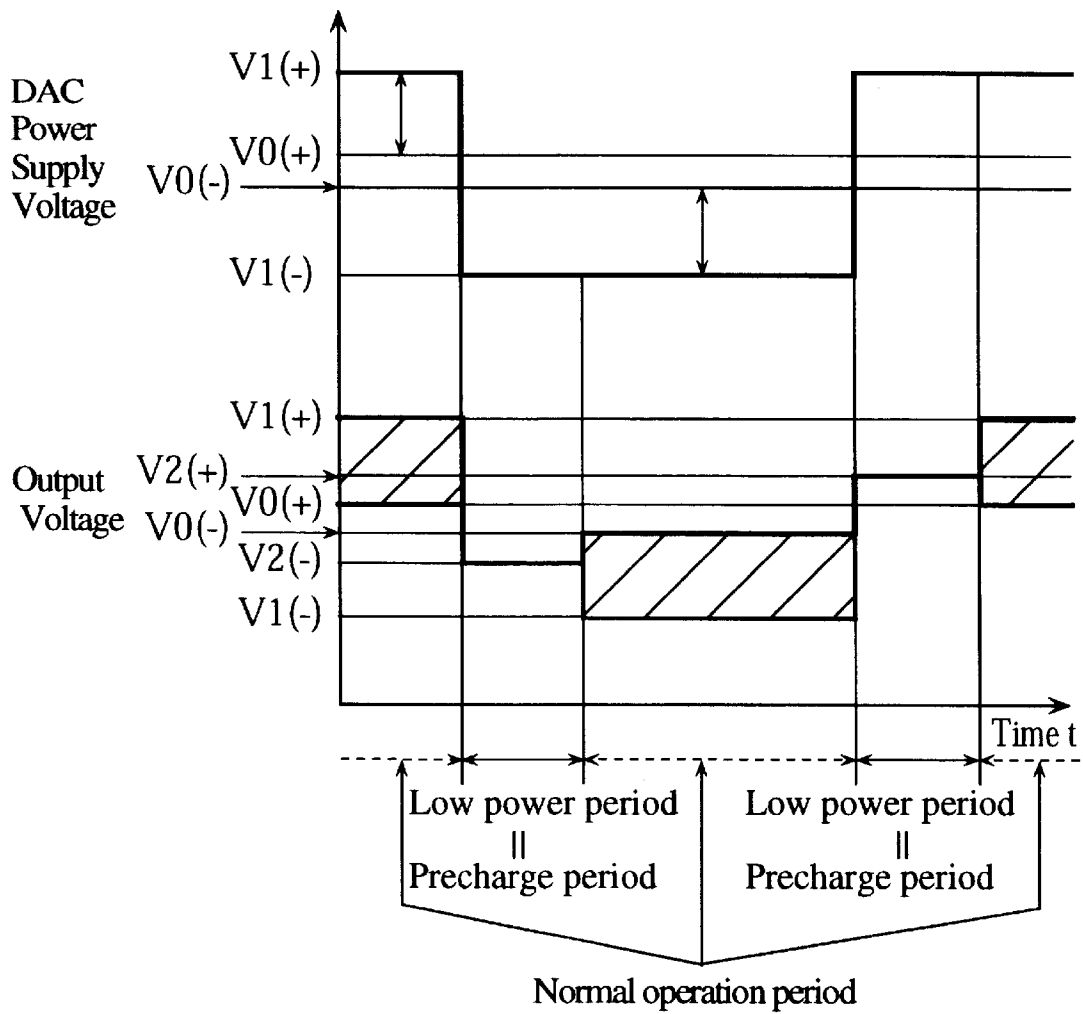 DAC
Power
Supply
Voltage
V1(+)
V0(+)
V0(-)
V1(-)
Output
Voltage
V1(+)
V2(+)
V0(+)
V0(-)
V2(-)
V1(-)
Time t
Low power period
=
Precharge period
Low power period
=
Precharge period
Normal operation period